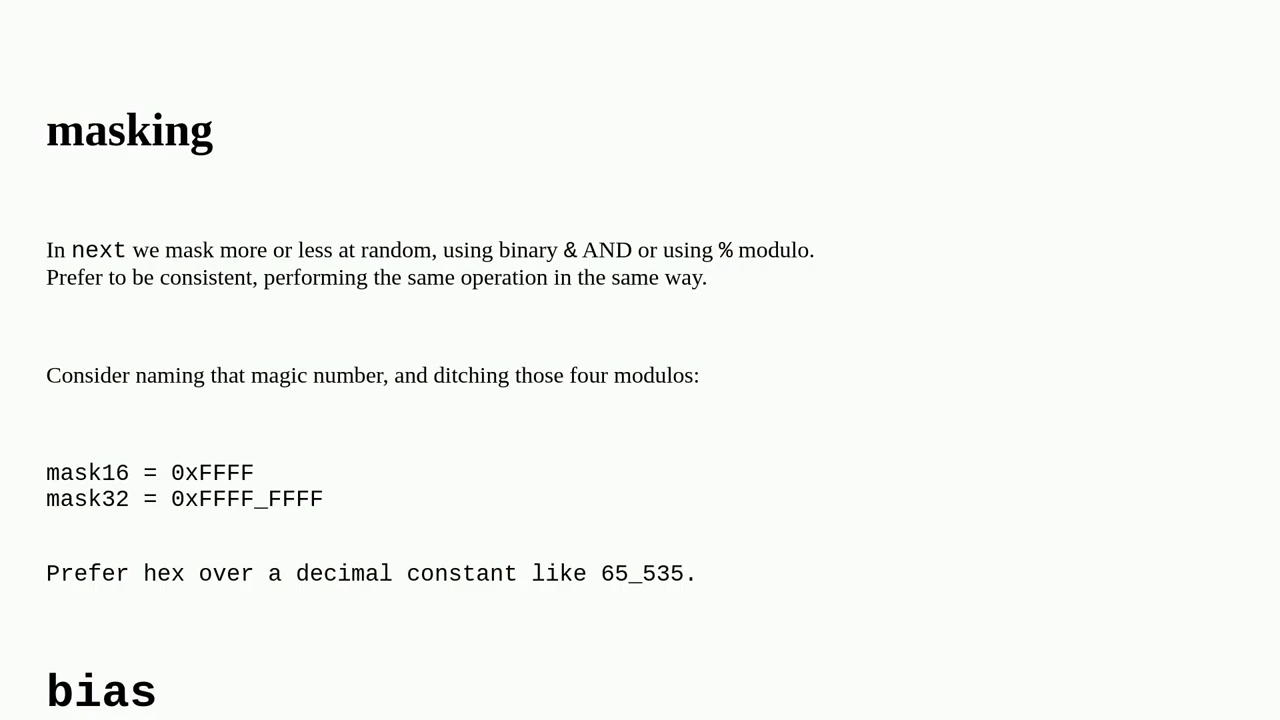 masking
In next we mask more or less at random, using binary & AND or using % modulo.
Prefer to be consistent, performing the same operation in the same way.
Consider naming that magic number, and ditching those four modulos:
mask16 = 0xFFFF
mask32 = 0xFFFF_FFFF
Prefer hex over a decimal constant like 65_535.
bias